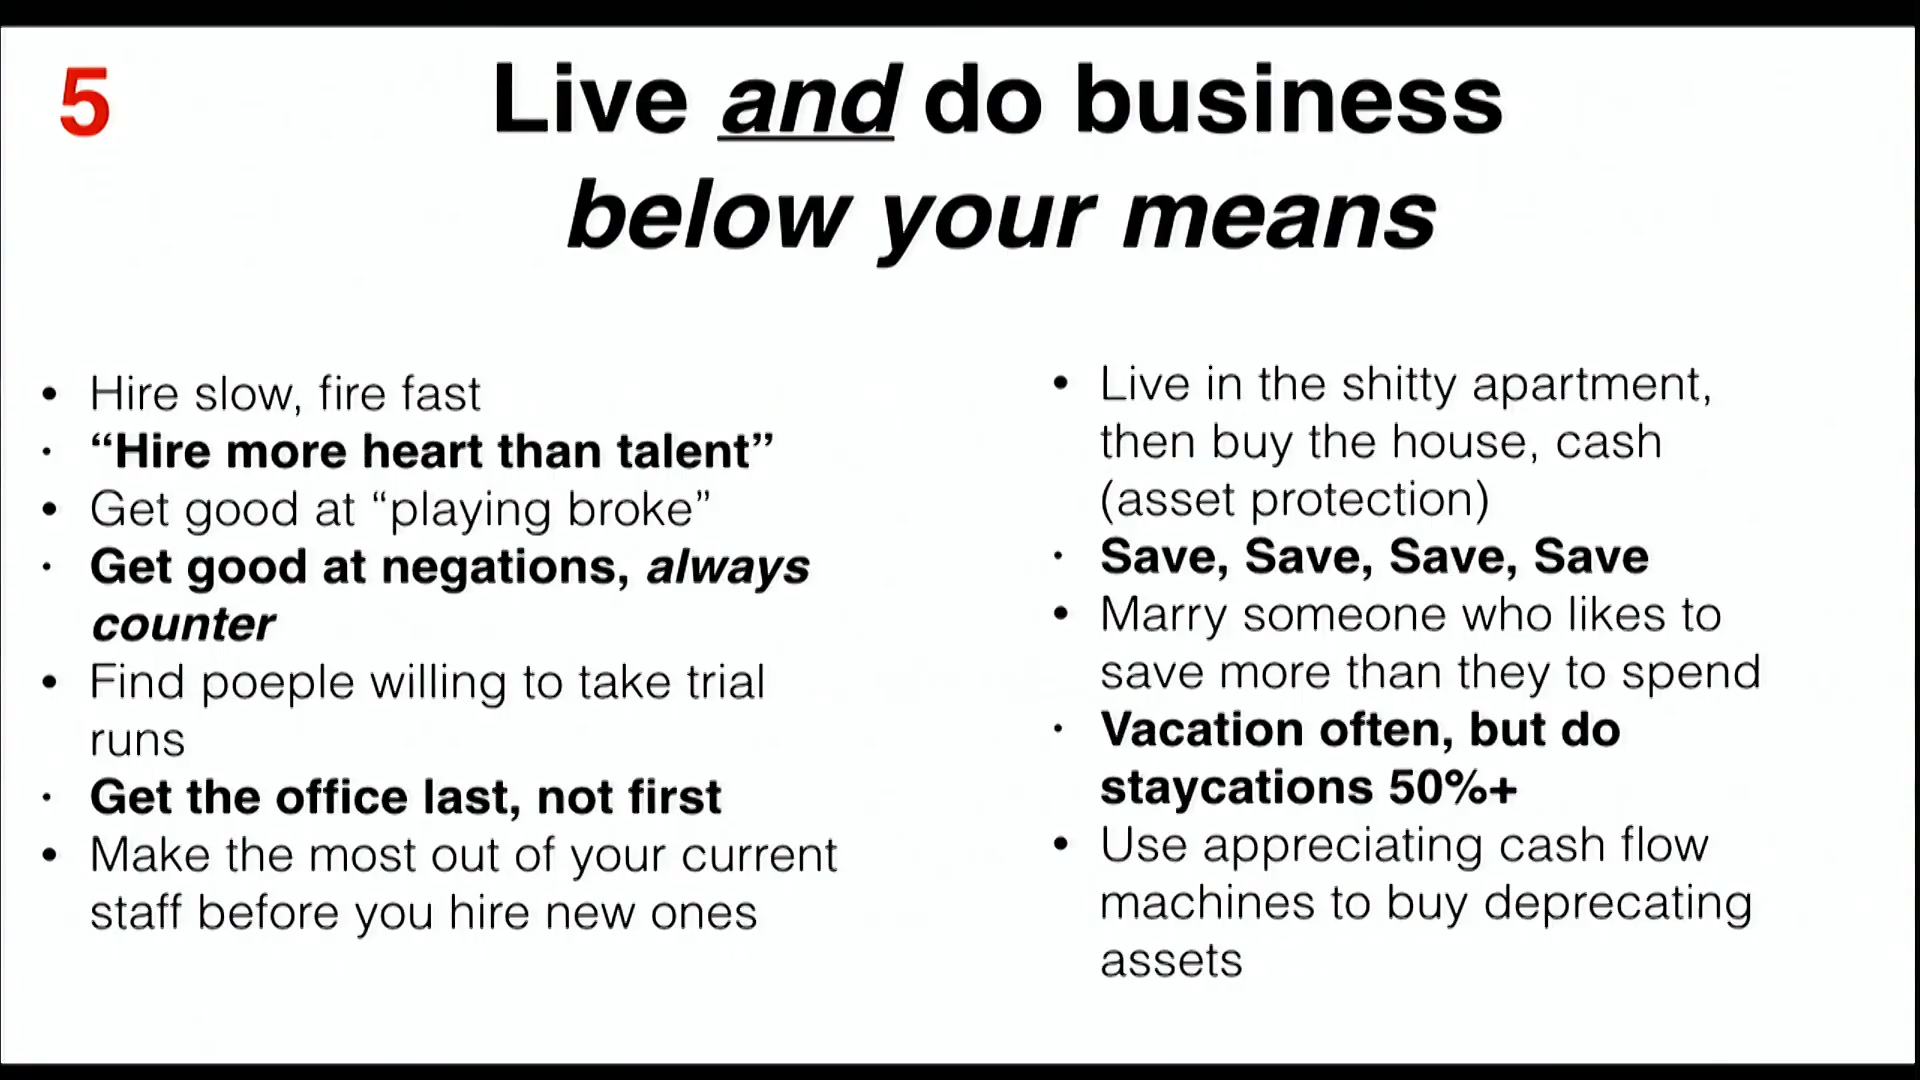 5
Live and do business
below your means
• Hire slow, fire fast
· “Hire more heart than talent”
• Get good at “playing broke”
· Get good at negations, always
counter
• Find poeple willing to take trial
runs
· Get the office last, not first
• Make the most out of your current
staff before you hire new ones
• Live in the shitty apartment,
then buy the house, cash
(asset protection)
· Save, Save, Save, Save
• Marry someone who likes to
save more than they to spend
· Vacation often, but do
staycations 50%+
• Use appreciating cash flow
machines to buy deprecating
assets